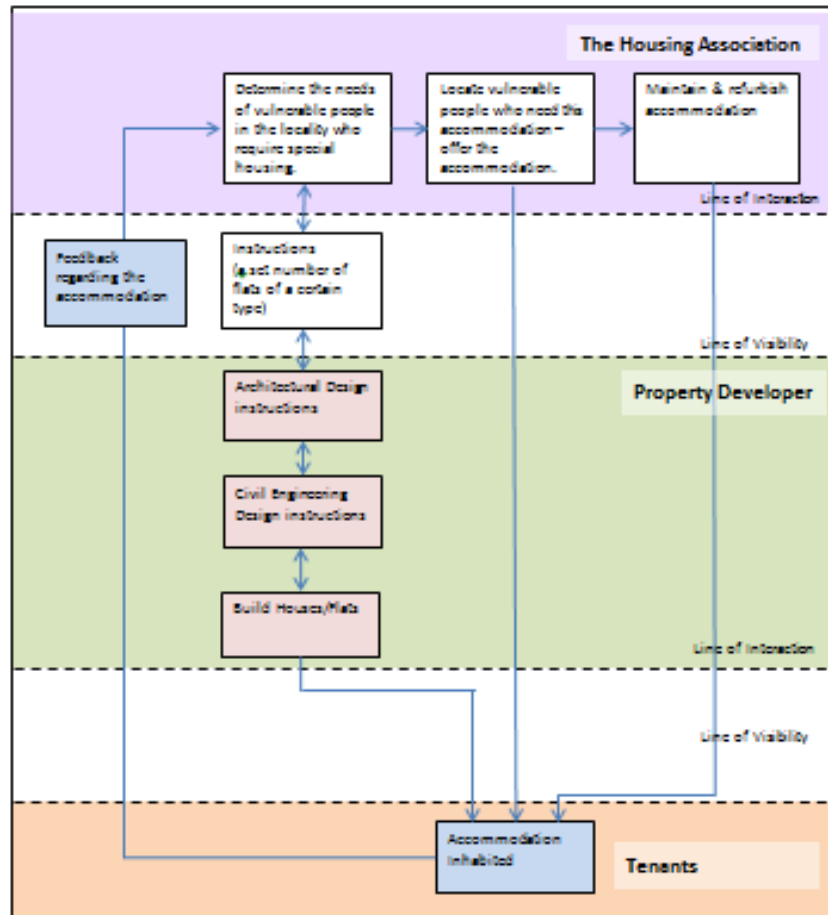 The Housing Association
Determine the needs
of vulnerable people
in the locality who
require special
housing.
Locate vulnerable
people who need this
accommodation –
offer the
accommodation.
Maintain & refurbish
accommodation
Line of Interaction
Feedback
regarding the
accommodation
Instructions
(a set number of
flats of a certain
type)
Line of Visibility
Architectural Design
instructions
Property Developer
Civil Engineering
Design instructions
Build Houses/Flats
Line of Interaction
Line of Visibility
Accommodation
Inhabited
Tenants